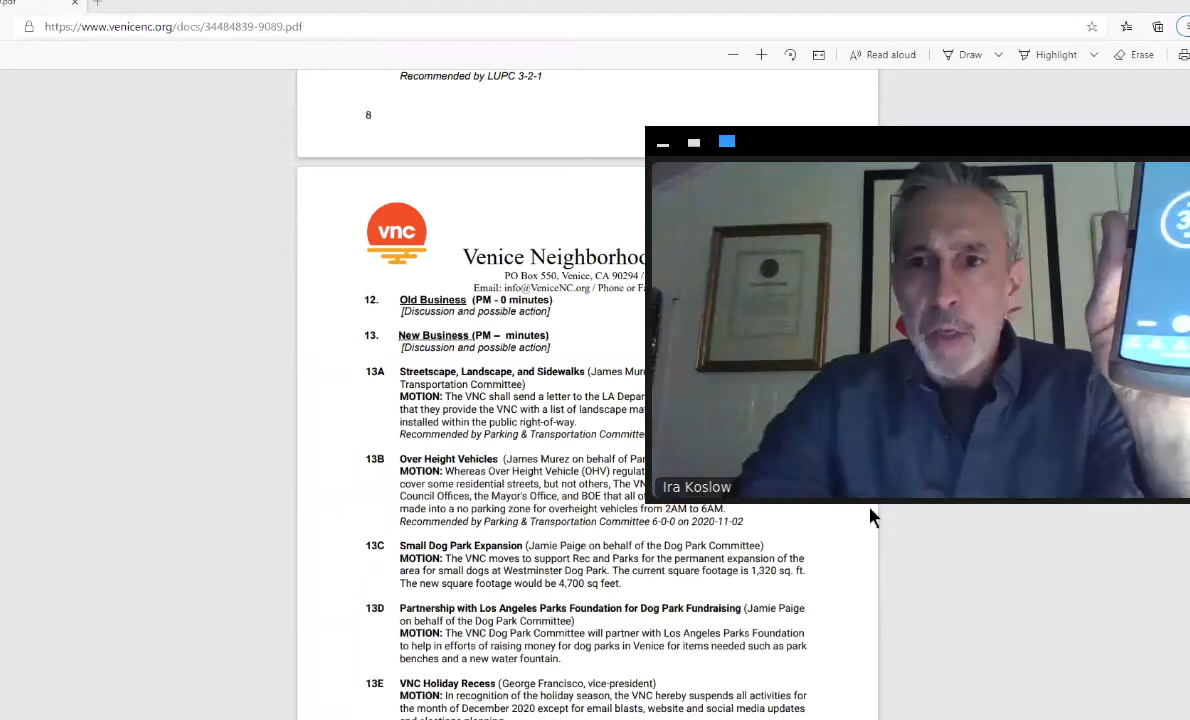 https://www.venicenc.org/docs/34484839-9089.pdf
Read aloud
Draw
Highlight
Erase
Recommended by LUPC 3-2-1
8
vnc
Venice Neighborhoo
PO Box 550, Venice, CA 90294 /
Email: info@VeniceNC.org / Phone or Fa
12. Old Business (PM - 0 minutes)
[Discussion and possible action]
13. New Business (PM – minutes)
[Discussion and possible action]
13A Streetscape, Landscape, and Sidewalks (James Mure
Transportation Committee)
MOTION: The VNC shall send a letter to the LA Depar
that they provide the VNC with a list of landscape ma
installed within the public right-of-way.
Recommended by Parking & Transportation Committe
13B Over Height Vehicles (James Murez on behalf of Par
MOTION: Whereas Over Height Vehicle (OHV) regulat
cover some residential streets, but not others, The VN
Council Offices, the Mayor's Office, and BOE that all of
made into a no parking zone for overheight vehicles from 2AM to 6AM.
Recommended by Parking & Transportation Committee 6-0-0 on 2020-11-02
13C Small Dog Park Expansion (Jamie Paige on behalf of the Dog Park Committee)
MOTION: The VNC moves to support Rec and Parks for the permanent expansion of the
area for small dogs at Westminster Dog Park. The current square footage is 1,320 sq. ft.
The new square footage would be 4,700 sq feet.
13D Partnership with Los Angeles Parks Foundation for Dog Park Fundraising (Jamie Paige
on behalf of the Dog Park Committee)
MOTION: The VNC Dog Park Committee will partner with Los Angeles Parks Foundation
to help in efforts of raising money for dog parks in Venice for items needed such as park
benches and a new water fountain.
13E VNC Holiday Recess (George Francisco, vice-president)
MOTION: In recognition of the holiday season, the VNC hereby suspends all activities for
the month of December 2020 except for email blasts, website and social media updates
Ira Koslow